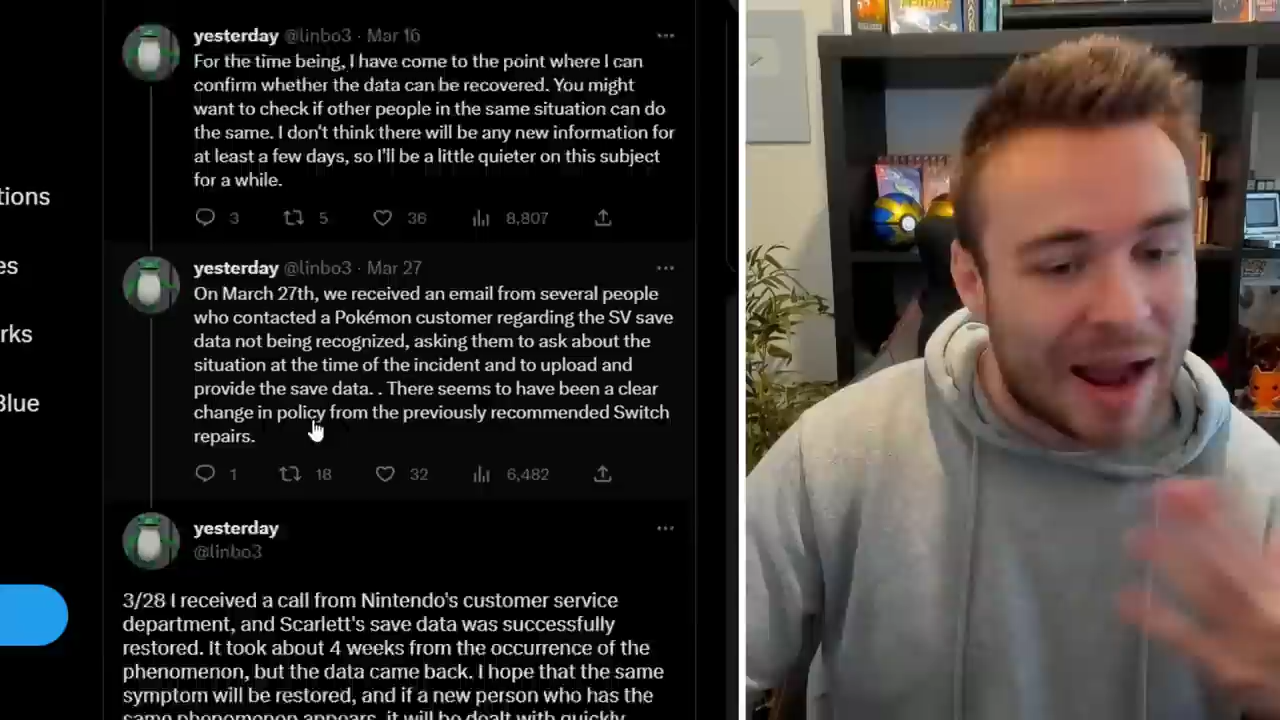 yesterday @linbo3 · Mar 16
For the time being, I have come to the point where I can
confirm whether the data can be recovered. You might
want to check if other people in the same situation can do
the same. I don't think there will be any new information for
at least a few days, so I'll be a little quieter on this subject
for a while.
3 5 36 8,807
tions
es
rks
Blue
yesterday @linbo3 · Mar 27
On March 27th, we received an email from several people
who contacted a Pokémon customer regarding the SV save
data not being recognized, asking them to ask about the
situation at the time of the incident and to upload and
provide the save data. . There seems to have been a clear
change in policy from the previously recommended Switch
repairs.
1 18 32 6,482
yesterday
@linbo3
3/28 I received a call from Nintendo's customer service
department, and Scarlett's save data was successfully
restored. It took about 4 weeks from the occurrence of the
phenomenon, but the data came back. I hope that the same
symptom will be restored, and if a new person who has the
same phenomenon appears, it will be dealt with quickly